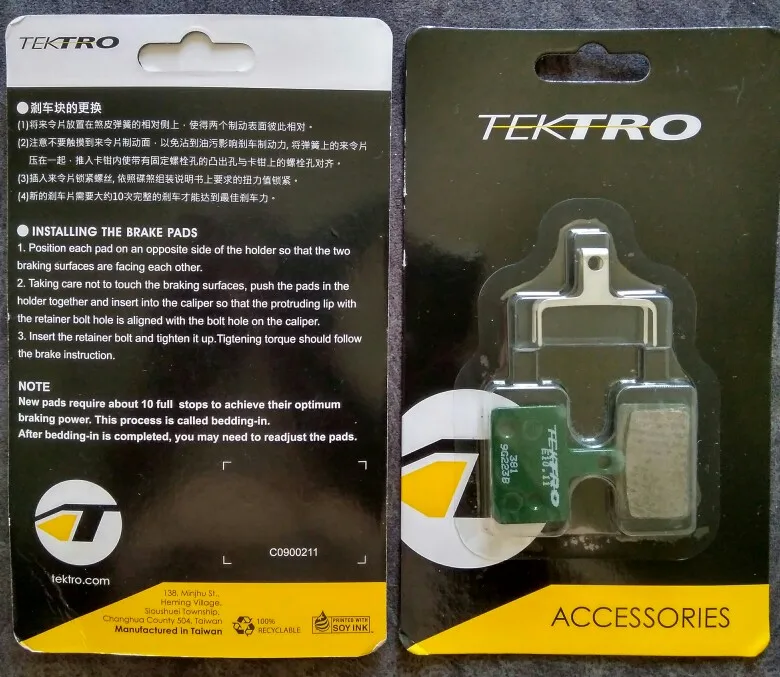 TEKTRO
●刹车块的更换
(1)将来令片放置在煞皮弹簧的相对侧上，使得两个制动表面彼此相对。
(2)注意不要触摸到来令片制动面，以免沾到油污影响刹车制动力, 将弹簧上的来令片
压在一起，推入卡钳内使带有固定螺栓孔的凸出孔与卡钳上的螺栓孔对齐。
(3)插入来令片锁紧螺丝, 依照碟煞组装说明书上要求的扭力值锁紧。
(4)新的刹车片需要大约10次完整的刹车才能达到最佳刹车力。
● INSTALLING THE BRAKE PADS
1. Position each pad on an opposite side of the holder so that the two
braking surfaces are facing each other.
2. Taking care not to touch the braking surfaces, push the pads in the
holder together and insert into the caliper so that the protruding lip with
the retainer bolt hole is aligned with the bolt hole on the caliper.
3. Insert the retainer bolt and tighten it up.Tigtening torque should follow
the brake instruction.
NOTE
New pads require about 10 full stops to achieve their optimum
braking power. This process is called bedding-in.
After bedding-in is completed, you may need to readjust the pads.
C0900211
tektro.com
138, Minjhu St.,
Heming Village,
Sioushuei Township,
Changhua County 504, Taiwan
Manufactured in Taiwan
100%
RECYCLABLE
PRINTED WITH
SOY INK
TEKTRO
TEKTRO
E10.11
381
9G223B
ACCESSORIES